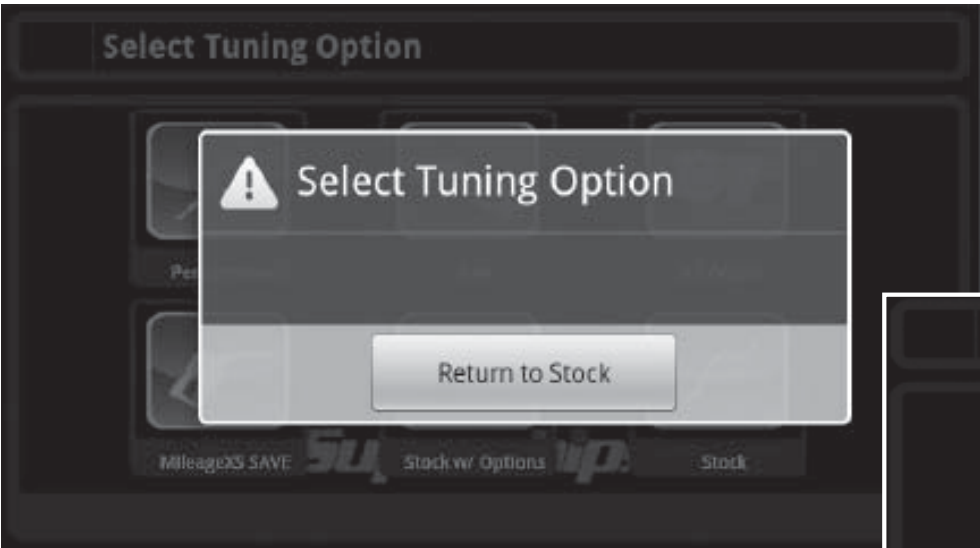 Select Tuning Option
Select Tuning Option
Return to Stock
MileageXS SAVE
Stock w/ Options
Stock